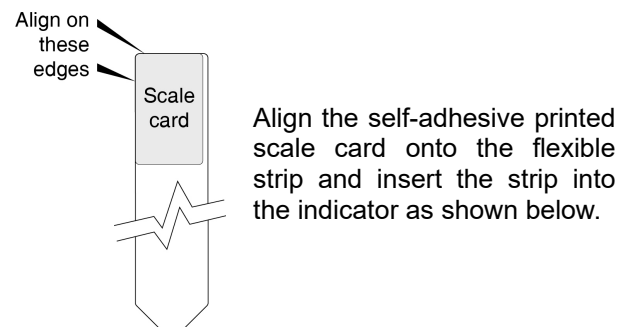 Align on
these
edges
Scale
card
Align the self-adhesive printed
scale card onto the flexible
strip and insert the strip into
the indicator as shown below.